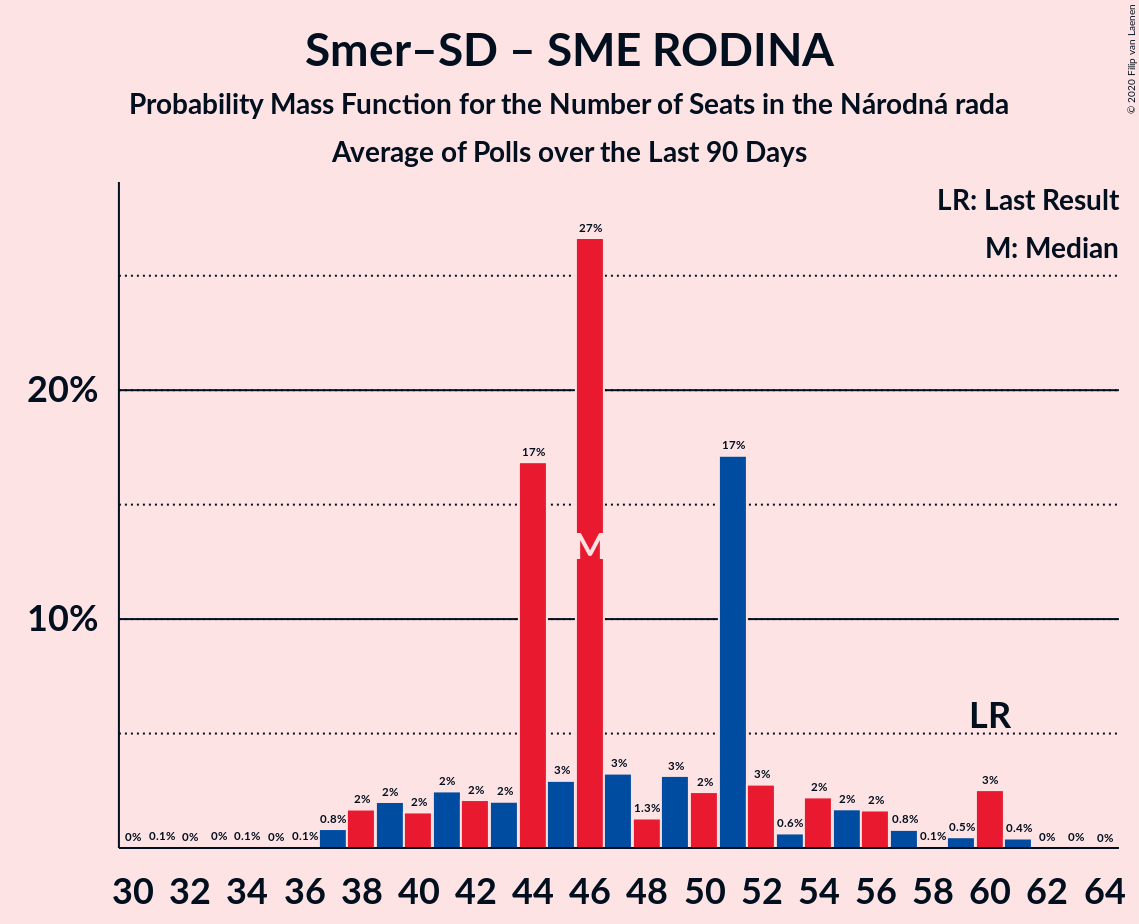 Smer–SD – SME RODINA
Probability Mass Function for the Number of Seats in the Národná rada
Average of Polls over the Last 90 Days
© 2020 Filip van Laenen
LR: Last Result
M: Median
20%
10%
0% 0.1% 0% 0% 0.1% 0% 0.1% 0.8% 2% 2% 2% 2% 2% 2% 17% 3% 27% 3% 1.3% 3% 2% 17% 3% 0.6% 2% 2% 2% 0.8% 0.1% 0.5% 3% 0.4% 0% 0% 0%
M
LR
30 32 34 36 38 40 42 44 46 48 50 52 54 56 58 60 62 64